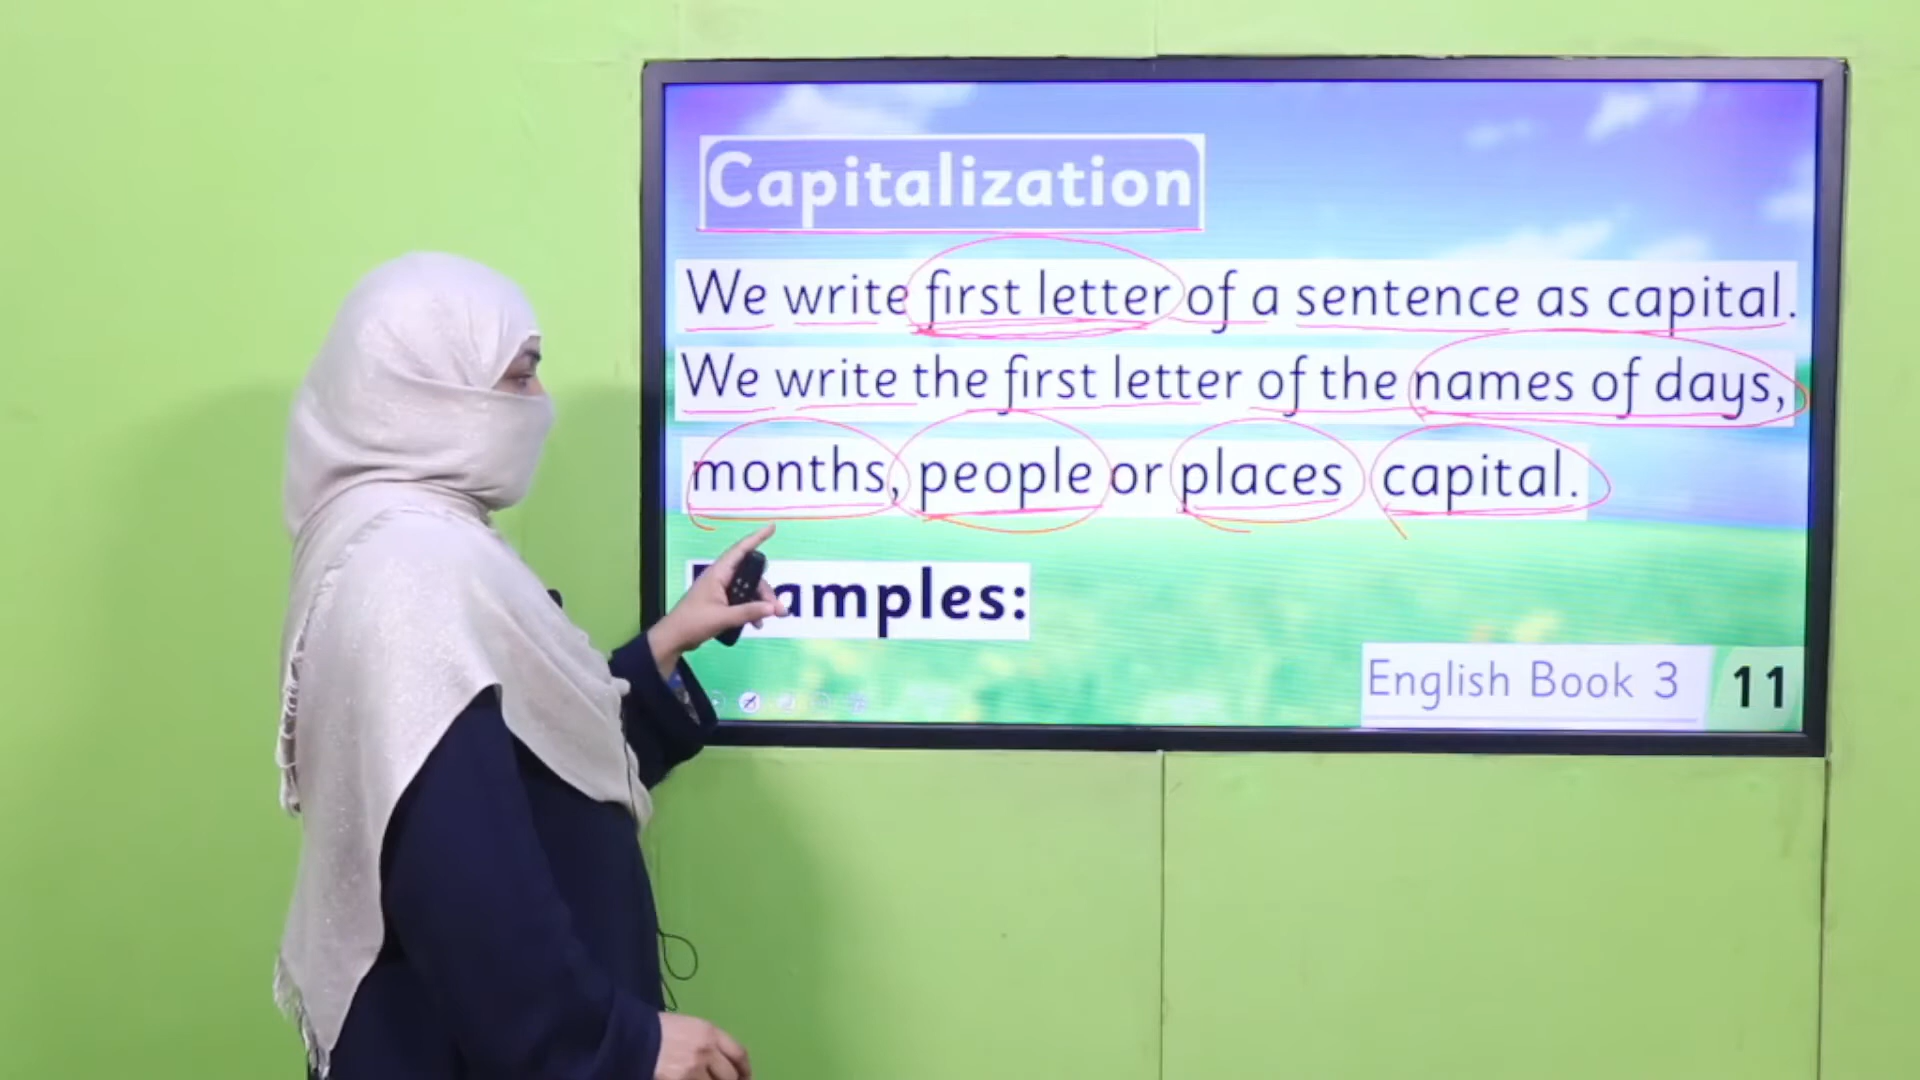 Capitalization
We write first letter of a sentence as capital.
We write the first letter of the names of days,
months, people or places capital.
amples:
English Book 3
11